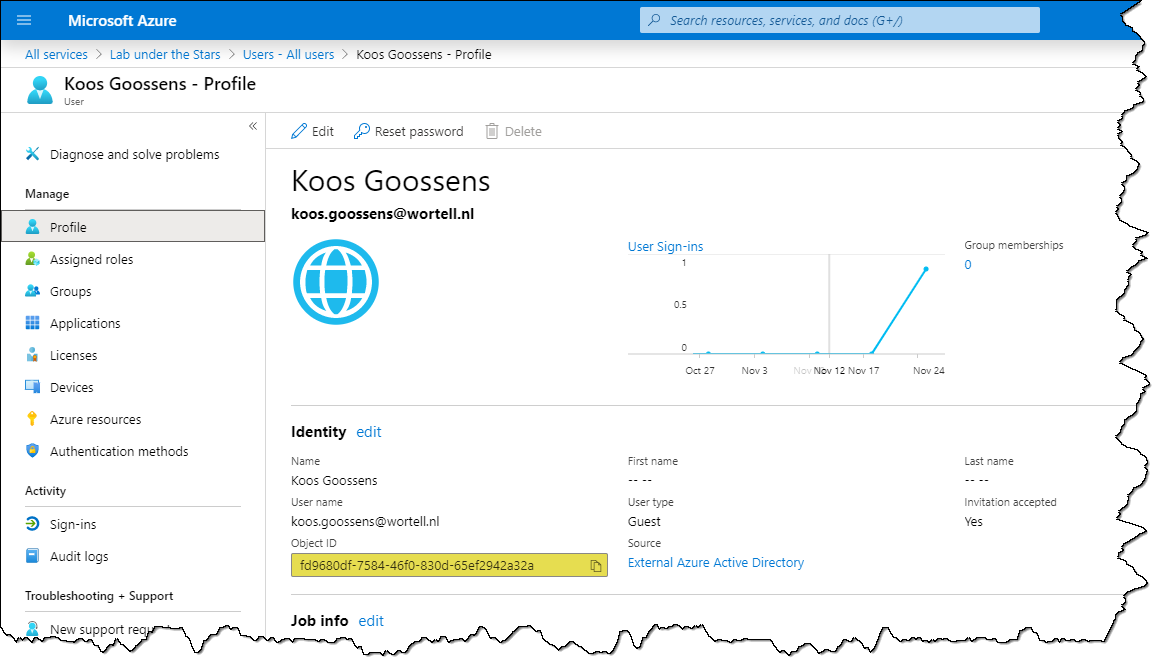 Microsoft Azure
Search resources, services, and docs (G+/)
All services > Lab under the Stars > Users - All users > Koos Goossens - Profile
Koos Goossens - Profile
User
«
Diagnose and solve problems
Manage
Profile
Assigned roles
Groups
Applications
Licenses
Devices
Azure resources
Authentication methods
Activity
Sign-ins
Audit logs
Troubleshooting + Support
New support requ
Edit Reset password Delete
Koos Goossens
koos.goossens@wortell.nl
User Sign-ins
1
0.5
0
Oct 27 Nov 3 Nov Nov 12 Nov 17 Nov 24
Group memberships
0
Identity edit
Name First name Last name
Koos Goossens -- -- -- --
User name User type Invitation accepted
koos.goossens@wortell.nl Guest Yes
Object ID Source
fd9680df-7584-46f0-830d-65ef2942a32a External Azure Active Directory
Job info edit